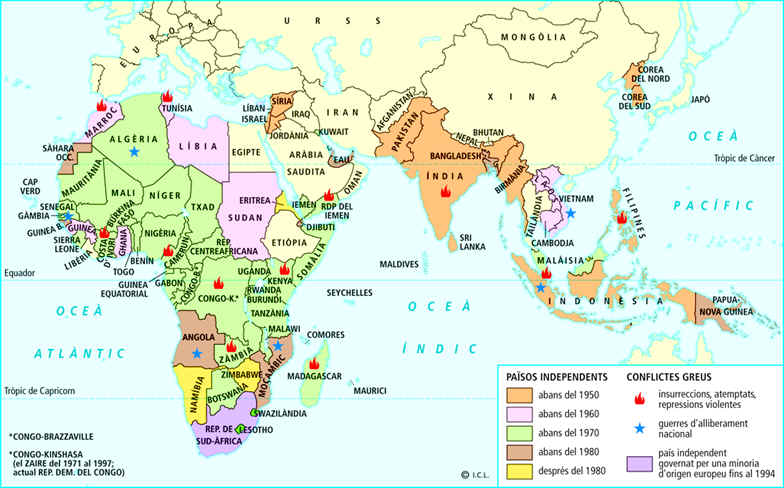 EUROPA
URSS
MONGÒLIA
XINA
COREA
DEL NORD
COREA
DEL SUD
JAPÓ
OCEÀ
PACÍFIC
Tròpic de Càncer
MARROC
TUNÍSIA
ALGÈRIA
LÍBIA
EGIPTE
LÍBAN
ISRAEL
SÍRIA
IRAQ
JORDÀNIA
KUWAIT
IRAN
AFGANISTAN
PAKISTAN
NEPAL
BHUTAN
BANGLADESH
ÍNDIA
BIRMÀNIA
LAOS
VIETNAM
TAILÀNDIA
CAMBODJA
FILIPINES
ARÀBIA
SAUDITA
EAU
OMAN
IEMEN
RDP DEL
IEMEN
DJIBUTI
SÀHARA
OCC.
CAP
VERD
MAURITÀNIA
MALI
NÍGER
TXAD
SUDAN
ERITREA
ETIÒPIA
SOMÀLIA
SENEGAL
GÀMBIA
GUINEA B.
GUINEA
SIERRA
LEONE
LIBÈRIA
COSTA
D'IVORI
BURKINA
FASO
GHANA
TOGO
BENÍN
NIGÈRIA
CAMERUN
REP.
CENTREAFRICANA
GUINEA
EQUATORIAL
GABON
CONGO-B.*
CONGO-K.*
UGANDA
KENYA
RWANDA
BURUNDI
TANZÀNIA
MALAWI
ANGOLA
ZÀMBIA
MOÇAMBIC
ZIMBABWE
NAMÍBIA
BOTSWANA
SWAZILÀNDIA
LESOTHO
REP. DE
SUD-ÀFRICA
COMORES
MADAGASCAR
MAURICI
SEYCHELLES
MALDIVES
SRI
LANKA
MALÀISIA
INDONÈSIA
PAPUA-
NOVA GUINEA
Equador
OCEÀ
ATLÀNTIC
OCEÀ
ÍNDIC
Tròpic de Capricorn
*CONGO-BRAZZAVILLE
*CONGO-KINSHASA
(el ZAIRE del 1971 al 1997;
actual REP. DEM. DEL CONGO)
© I.C.L.
PAÏSOS INDEPENDENTS
abans del 1950
abans del 1960
abans del 1970
abans del 1980
després del 1980
CONFLICTES GREUS
insurreccions, atemptats,
repressions violentes
guerres d'alliberament
nacional
país independent
governat per una minoria
d'origen europeu fins al 1994